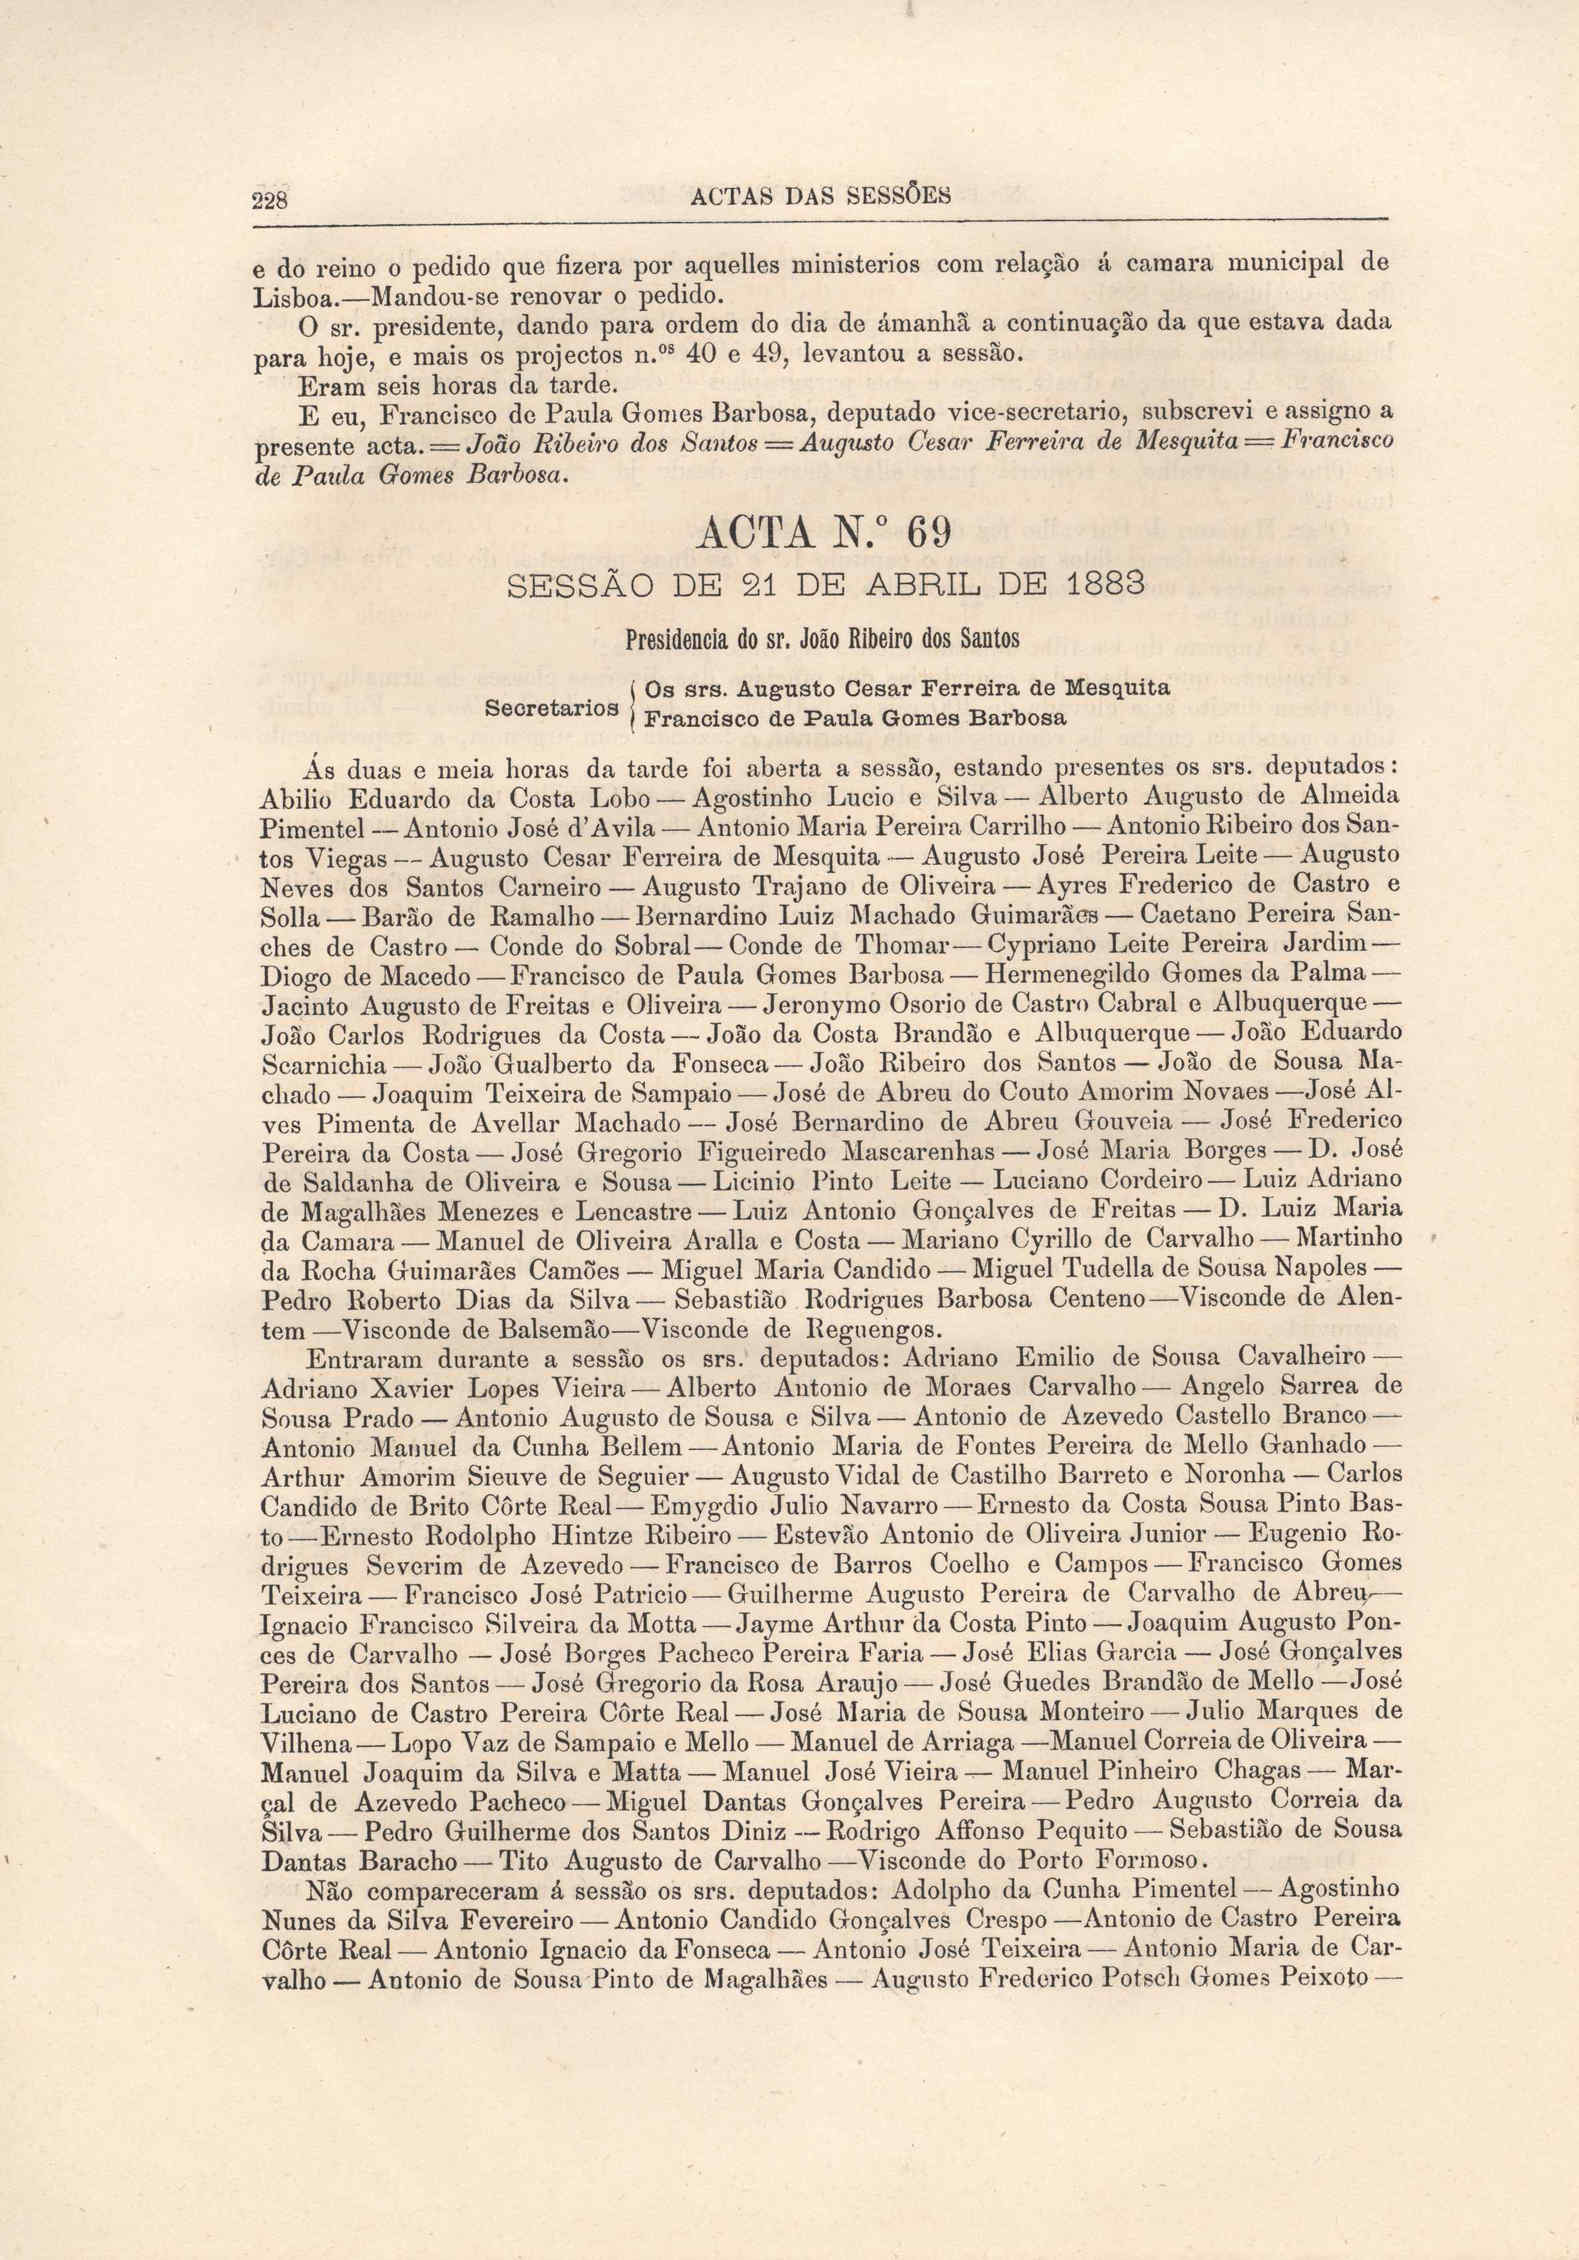 228
ACTAS DAS SESSÕES
e do reino o pedido que fizera por aquelles ministerios com relação á camara municipal de
Lisboa.—Mandou-se renovar o pedido.
O sr. presidente, dando para ordem do dia de ámanhã a continuação da que estava dada
para hoje, e mais os projectos n.ºˢ 40 e 49, levantou a sessão.
Eram seis horas da tarde.
E eu, Francisco de Paula Gomes Barbosa, deputado vice-secretario, subscrevi e assigno a
presente acta.=João Ribeiro dos Santos=Augusto Cesar Ferreira de Mesquita=Francisco
de Paula Gomes Barbosa.
ACTA N.º 69
SESSÃO DE 21 DE ABRIL DE 1883
Presidencia do sr. João Ribeiro dos Santos
Secretarios { Os srs. Augusto Cesar Ferreira de Mesquita
Francisco de Paula Gomes Barbosa
Ás duas e meia horas da tarde foi aberta a sessão, estando presentes os srs. deputados:
Abilio Eduardo da Costa Lobo — Agostinho Lucio e Silva — Alberto Augusto de Almeida
Pimentel — Antonio José d'Avila — Antonio Maria Pereira Carrilho — Antonio Ribeiro dos San-
tos Viegas — Augusto Cesar Ferreira de Mesquita — Augusto José Pereira Leite — Augusto
Neves dos Santos Carneiro — Augusto Trajano de Oliveira — Ayres Frederico de Castro e
Solla — Barão de Ramalho — Bernardino Luiz Machado Guimarães — Caetano Pereira San-
ches de Castro — Conde do Sobral — Conde de Thomar — Cypriano Leite Pereira Jardim —
Diogo de Macedo — Francisco de Paula Gomes Barbosa — Hermenegildo Gomes da Palma —
Jacinto Augusto de Freitas e Oliveira — Jeronymo Osorio de Castro Cabral e Albuquerque —
João Carlos Rodrigues da Costa — João da Costa Brandão e Albuquerque — João Eduardo
Scarnichia — João Gualberto da Fonseca — João Ribeiro dos Santos — João de Sousa Ma-
chado — Joaquim Teixeira de Sampaio — José de Abreu do Couto Amorim Novaes — José Al-
ves Pimenta de Avellar Machado — José Bernardino de Abreu Gouveia — José Frederico
Pereira da Costa — José Gregorio Figueiredo Mascarenhas — José Maria Borges — D. José
de Saldanha de Oliveira e Sousa — Licinio Pinto Leite — Luciano Cordeiro — Luiz Adriano
de Magalhães Menezes e Lencastre — Luiz Antonio Gonçalves de Freitas — D. Luiz Maria
da Camara — Manuel de Oliveira Aralla e Costa — Mariano Cyrillo de Carvalho — Martinho
da Rocha Guimarães Camões — Miguel Maria Candido — Miguel Tudella de Sousa Napoles —
Pedro Roberto Dias da Silva — Sebastião Rodrigues Barbosa Centeno — Visconde de Alen-
tem — Visconde de Balsemão — Visconde de Reguengos.
Entraram durante a sessão os srs. deputados: Adriano Emilio de Sousa Cavalheiro —
Adriano Xavier Lopes Vieira — Alberto Antonio de Moraes Carvalho — Angelo Sarrea de
Sousa Prado — Antonio Augusto de Sousa e Silva — Antonio de Azevedo Castello Branco —
Antonio Manuel da Cunha Bellem — Antonio Maria de Fontes Pereira de Mello Ganhado —
Arthur Amorim Sieuve de Seguier — Augusto Vidal de Castilho Barreto e Noronha — Carlos
Candido de Brito Côrte Real — Emygdio Julio Navarro — Ernesto da Costa Sousa Pinto Bas-
to — Ernesto Rodolpho Hintze Ribeiro — Estevão Antonio de Oliveira Junior — Eugenio Ro-
drigues Severim de Azevedo — Francisco de Barros Coelho e Campos — Francisco Gomes
Teixeira — Francisco José Patricio — Guilherme Augusto Pereira de Carvalho de Abreu —
Ignacio Francisco Silveira da Motta — Jayme Arthur da Costa Pinto — Joaquim Augusto Pon-
ces de Carvalho — José Borges Pacheco Pereira Faria — José Elias Garcia — José Gonçalves
Pereira dos Santos — José Gregorio da Rosa Araujo — José Guedes Brandão de Mello — José
Luciano de Castro Pereira Côrte Real — José Maria de Sousa Monteiro — Julio Marques de
Vilhena — Lopo Vaz de Sampaio e Mello — Manuel de Arriaga — Manuel Correia de Oliveira —
Manuel Joaquim da Silva e Matta — Manuel José Vieira — Manuel Pinheiro Chagas — Mar-
çal de Azevedo Pacheco — Miguel Dantas Gonçalves Pereira — Pedro Augusto Correia da
Silva — Pedro Guilherme dos Santos Diniz — Rodrigo Affonso Pequito — Sebastião de Sousa
Dantas Baracho — Tito Augusto de Carvalho — Visconde do Porto Formoso.
Não compareceram á sessão os srs. deputados: Adolpho da Cunha Pimentel — Agostinho
Nunes da Silva Fevereiro — Antonio Candido Gonçalves Crespo — Antonio de Castro Pereira
Côrte Real — Antonio Ignacio da Fonseca — Antonio José Teixeira — Antonio Maria de Car-
valho — Antonio de Sousa Pinto de Magalhães — Augusto Frederico Potsch Gomes Peixoto —